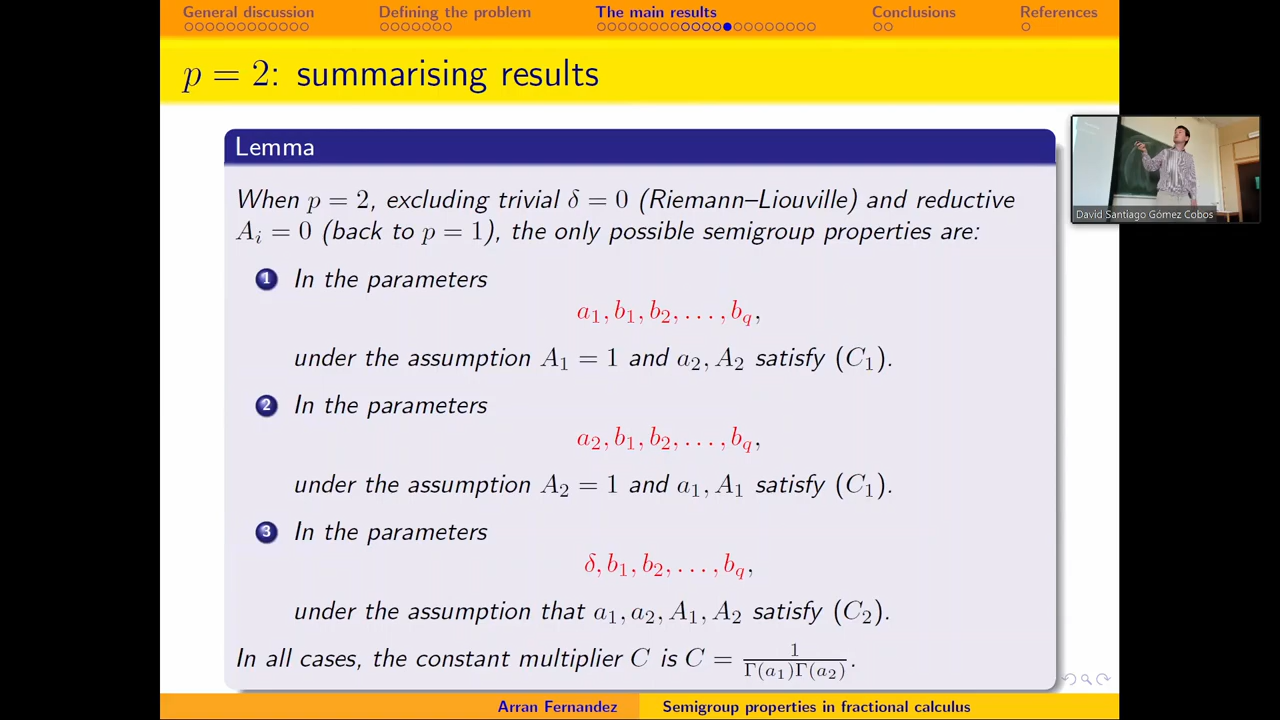 General discussion Defining the problem The main results Conclusions References
p = 2: summarising results
Lemma
When p = 2, excluding trivial δ = 0 (Riemann–Liouville) and reductive
A_i = 0 (back to p = 1), the only possible semigroup properties are:
1 In the parameters
a_1, b_1, b_2, . . . , b_q,
under the assumption A_1 = 1 and a_2, A_2 satisfy (C_1).
2 In the parameters
a_2, b_1, b_2, . . . , b_q,
under the assumption A_2 = 1 and a_1, A_1 satisfy (C_1).
3 In the parameters
δ, b_1, b_2, . . . , b_q,
under the assumption that a_1, a_2, A_1, A_2 satisfy (C_2).
In all cases, the constant multiplier C is C = 1/(Γ(a_1)Γ(a_2)).
David Santiago Gómez Cobos
Arran Fernandez Semigroup properties in fractional calculus